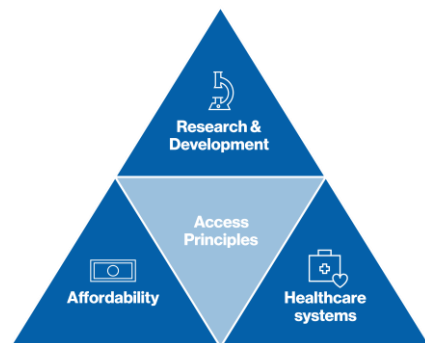 Research &
Development
Access
Principles
Affordability
Healthcare
systems